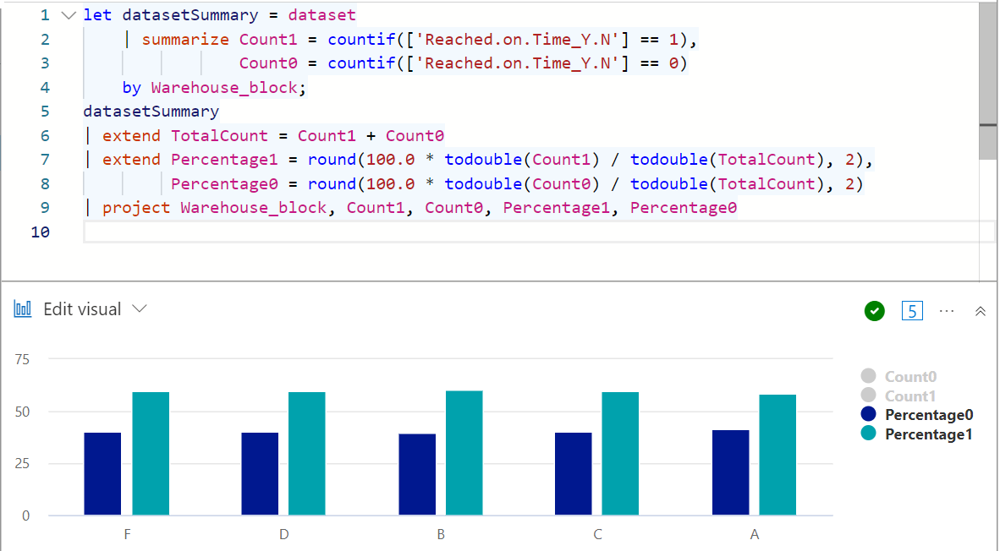 1 let datasetSummary = dataset
2 | summarize Count1 = countif(['Reached.on.Time_Y.N'] == 1),
3 Count0 = countif(['Reached.on.Time_Y.N'] == 0)
4 by Warehouse_block;
5 datasetSummary
6 | extend TotalCount = Count1 + Count0
7 | extend Percentage1 = round(100.0 * todouble(Count1) / todouble(TotalCount), 2),
8 Percentage0 = round(100.0 * todouble(Count0) / todouble(TotalCount), 2)
9 | project Warehouse_block, Count1, Count0, Percentage1, Percentage0
10
Edit visual
5 ...
75
50
25
0
F D B C A
Count0
Count1
Percentage0
Percentage1